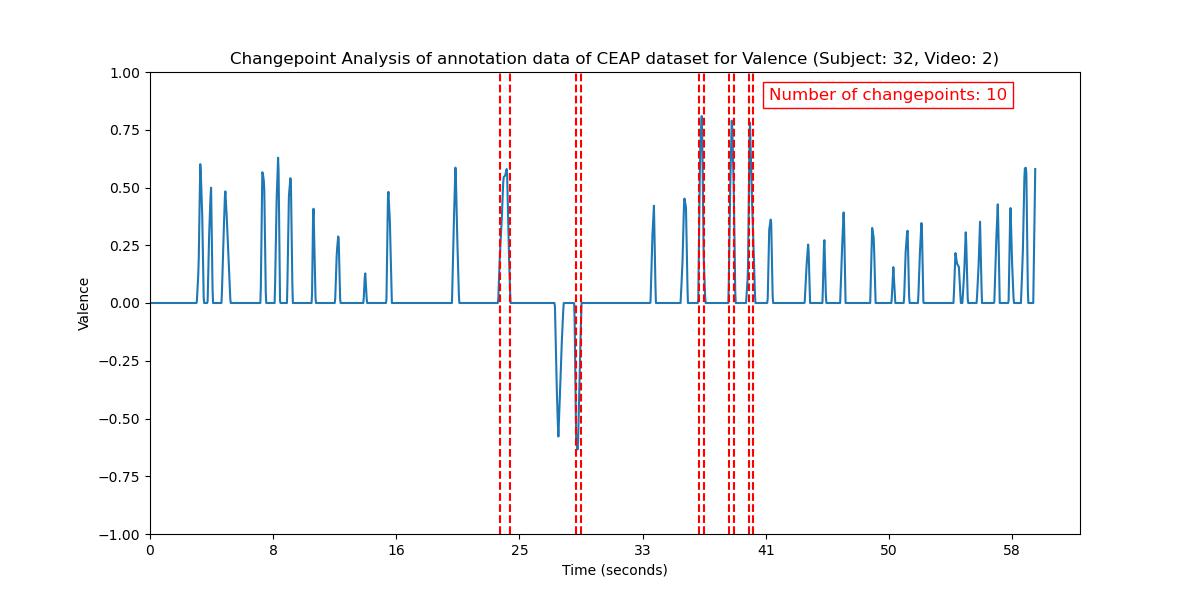 Changepoint Analysis of annotation data of CEAP dataset for Valence (Subject: 32, Video: 2)
Number of changepoints: 10
Valence
1.00
0.75
0.50
0.25
0.00
−0.25
−0.50
−0.75
−1.00
0 8 16 25 33 41 50 58
Time (seconds)